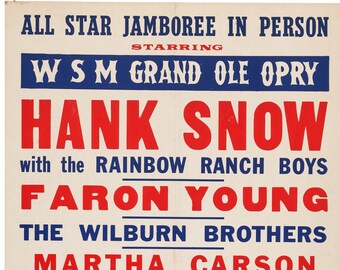 ALL STAR JAMBOREE IN PERSON
STARRING
WSM GRAND OLE OPRY
HANK SNOW
with the RAINBOW RANCH BOYS
FARON YOUNG
THE WILBURN BROTHERS
MARTHA CARSON